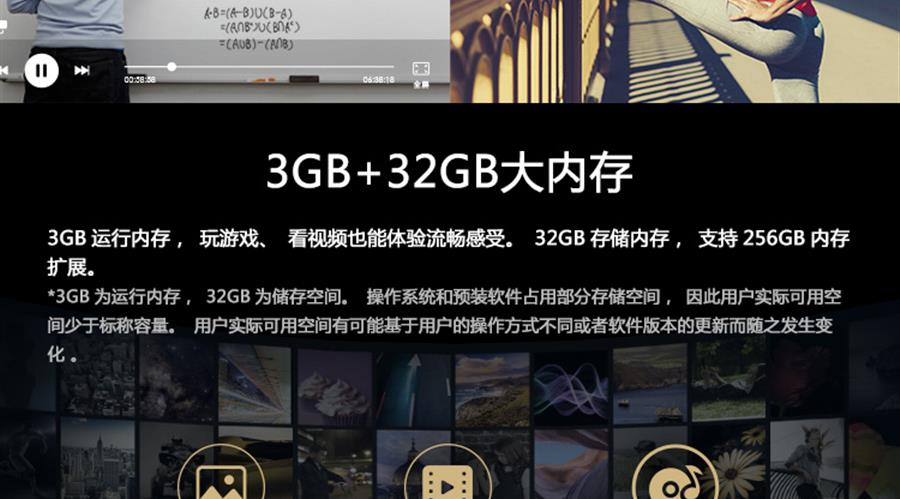 A·B=(A-B)∪(B-A)
=(A∩B')∪(B∩A')
=(A∪B)-(A∩B)
00:38:58 06:38:18
全屏
3GB+32GB大内存
3GB 运行内存， 玩游戏、 看视频也能体验流畅感受。 32GB 存储内存， 支持 256GB 内存
扩展。
*3GB 为运行内存， 32GB 为储存空间。 操作系统和预装软件占用部分存储空间， 因此用户实际可用空
间少于标称容量。 用户实际可用空间有可能基于用户的操作方式不同或者软件版本的更新而随之发生变
化 。